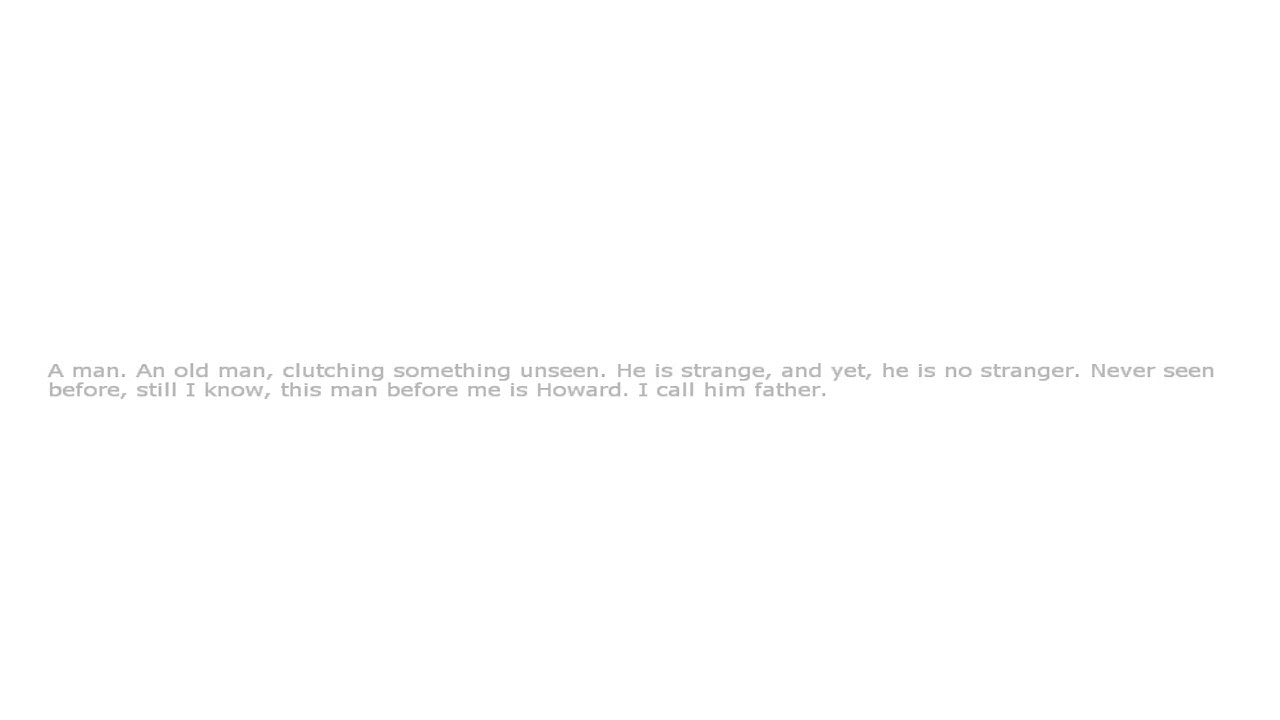 A man. An old man, clutching something unseen. He is strange, and yet, he is no stranger. Never seen
before, still I know, this man before me is Howard. I call him father.